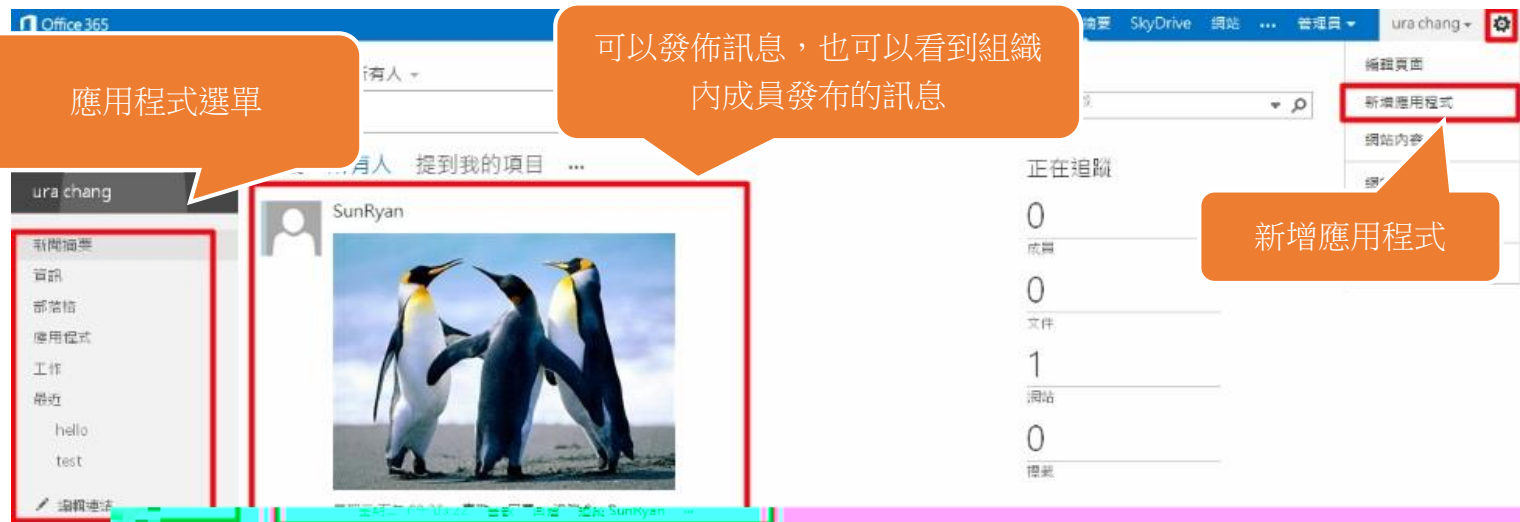 Office 365
摘要 SkyDrive 網站 ... 管理員 ura chang
所有人
應用程式選單
可以發佈訊息，也可以看到組織
內成員發布的訊息
編輯頁面
新增應用程式
網站內容
新增應用程式
所有人 提到我的項目 ...
ura chang
新聞摘要
資訊
部落格
應用程式
工作
最近
hello
test
編輯連結
SunRyan
正在追蹤
0
成員
0
文件
1
網站
0
標籤
SunRyan